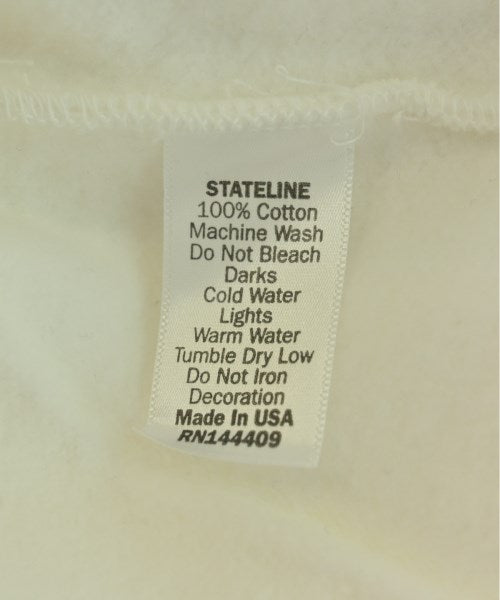 STATELINE
100% Cotton
Machine Wash
Do Not Bleach
Darks
Cold Water
Lights
Warm Water
Tumble Dry Low
Do Not Iron
Decoration
Made In USA
RN144409